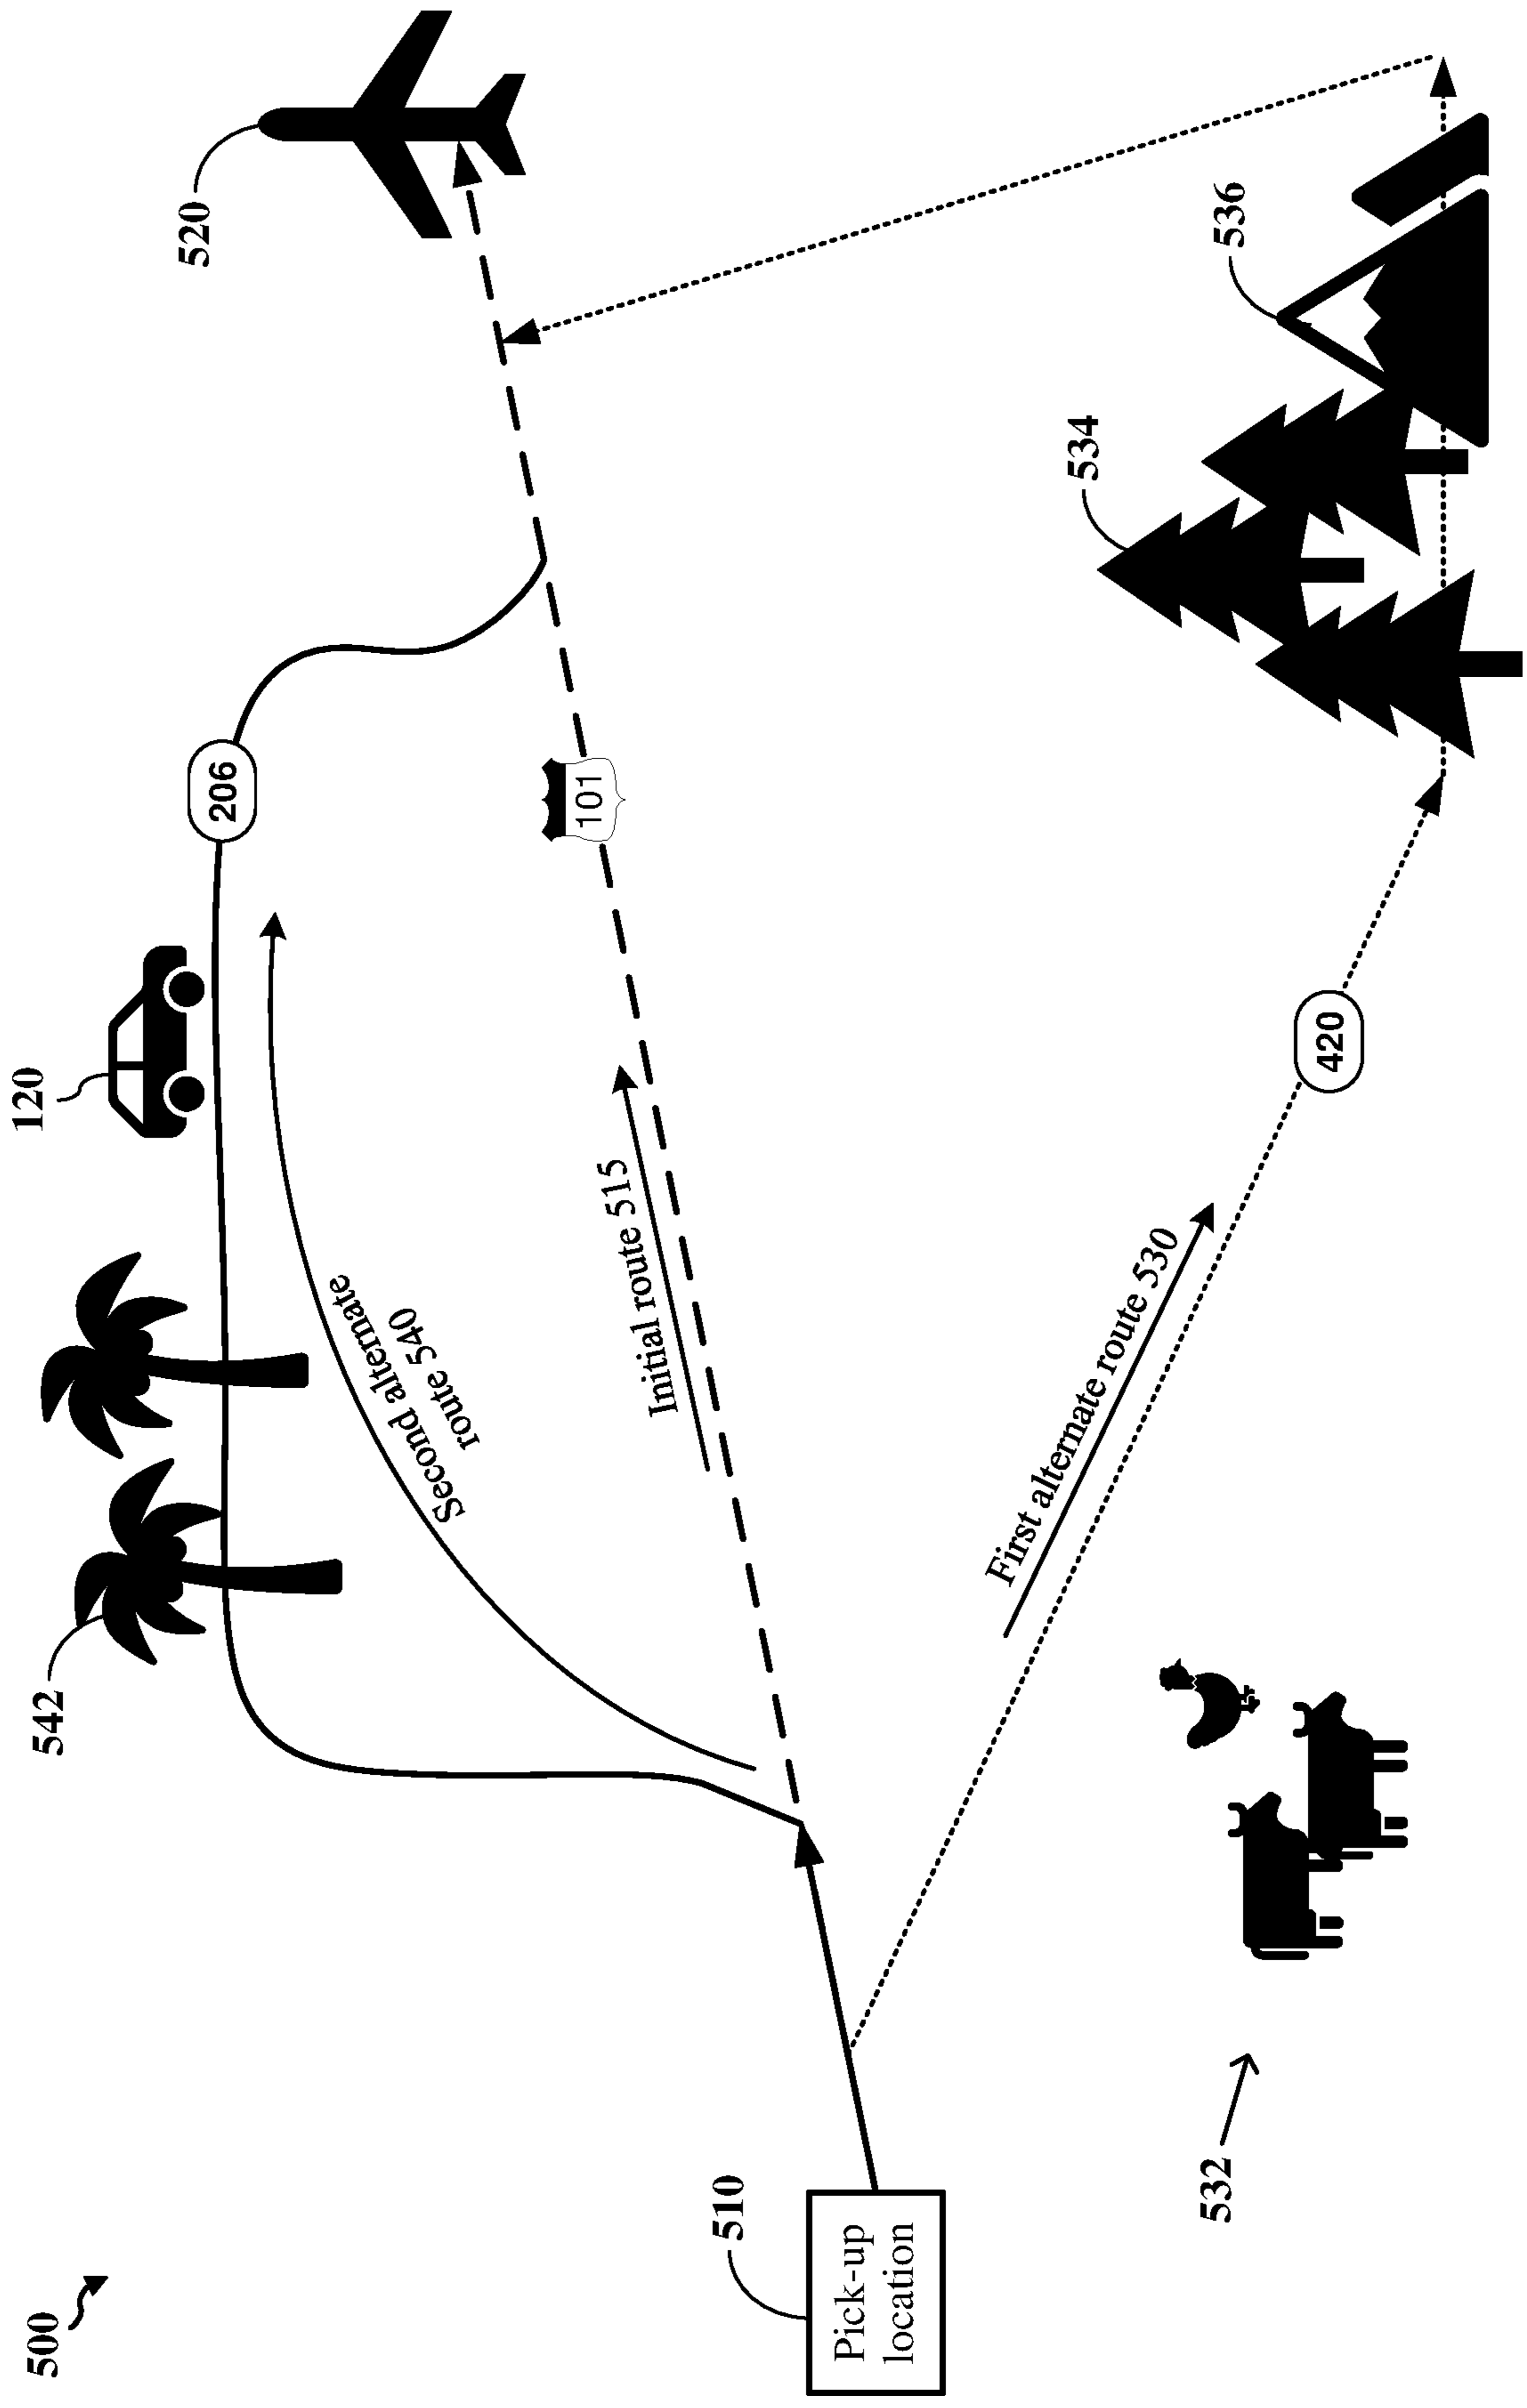 500
510
Pick-up
location
542
120
206
520
Second alternate
route 540
Initial route 515
101
First alternate route 530
420
532
534
536